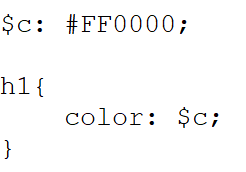 $c: #FF0000;
h1{
    color: $c;
}